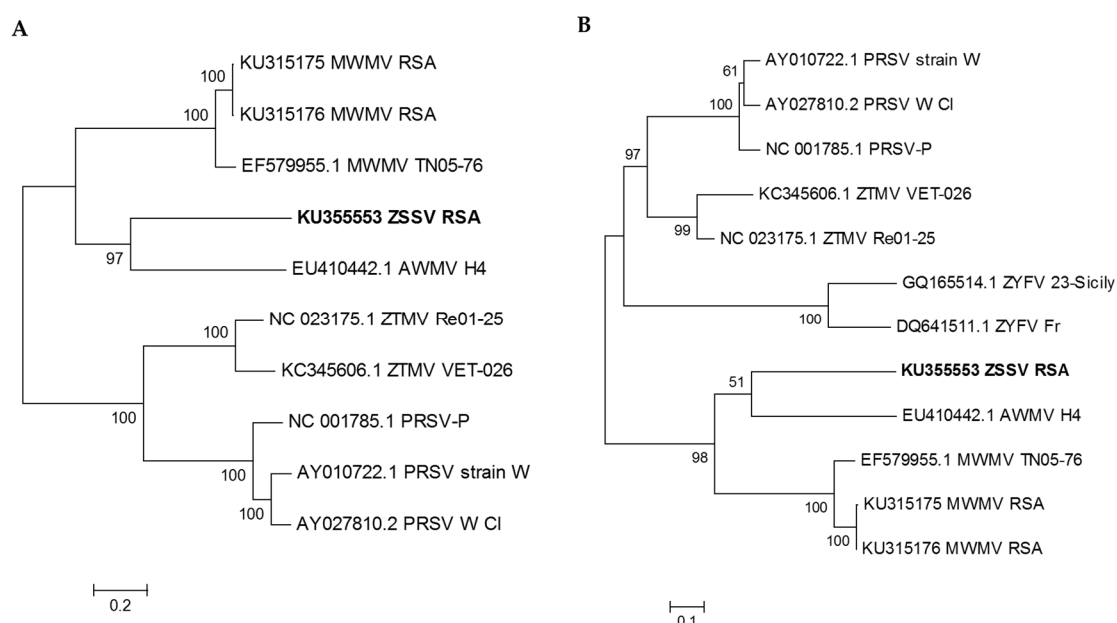 A
100
KU315175 MWMV RSA
100
KU315176 MWMV RSA
EF579955.1 MWMV TN05-76
KU355553 ZSSV RSA
97
EU410442.1 AWMV H4
NC 023175.1 ZTMV Re01-25
100
KC345606.1 ZTMV VET-026
100
NC 001785.1 PRSV-P
100
AY010722.1 PRSV strain W
100
AY027810.2 PRSV W CI
0.2
B
AY010722.1 PRSV strain W
61
AY027810.2 PRSV W CI
100
NC 001785.1 PRSV-P
97
KC345606.1 ZTMV VET-026
99
NC 023175.1 ZTMV Re01-25
GQ165514.1 ZYFV 23-Sicily
100
DQ641511.1 ZYFV Fr
KU355553 ZSSV RSA
51
EU410442.1 AWMV H4
98
EF579955.1 MWMV TN05-76
100
KU315175 MWMV RSA
100
KU315176 MWMV RSA
0.1